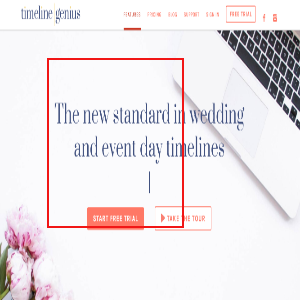 timeline genius
FEATURES PRICING BLOG SUPPORT SIGN IN FREE TRIAL
The new standard in wedding
and event day timelines
START FREE TRIAL
TAKE THE TOUR